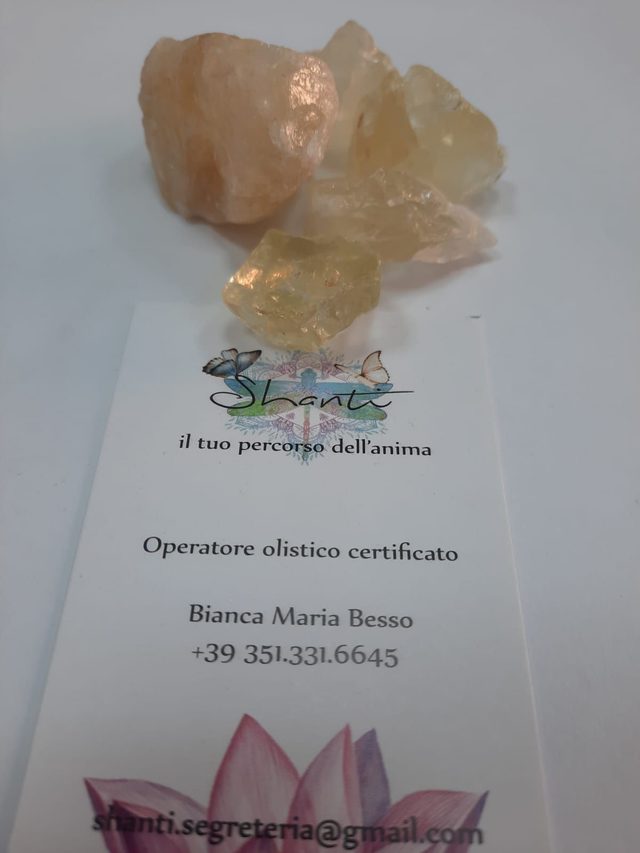 Shanti
il tuo percorso dell'anima
Operatore olistico certificato
Bianca Maria Besso
+39 351.331.6645
shanti.segreteria@gmail.com